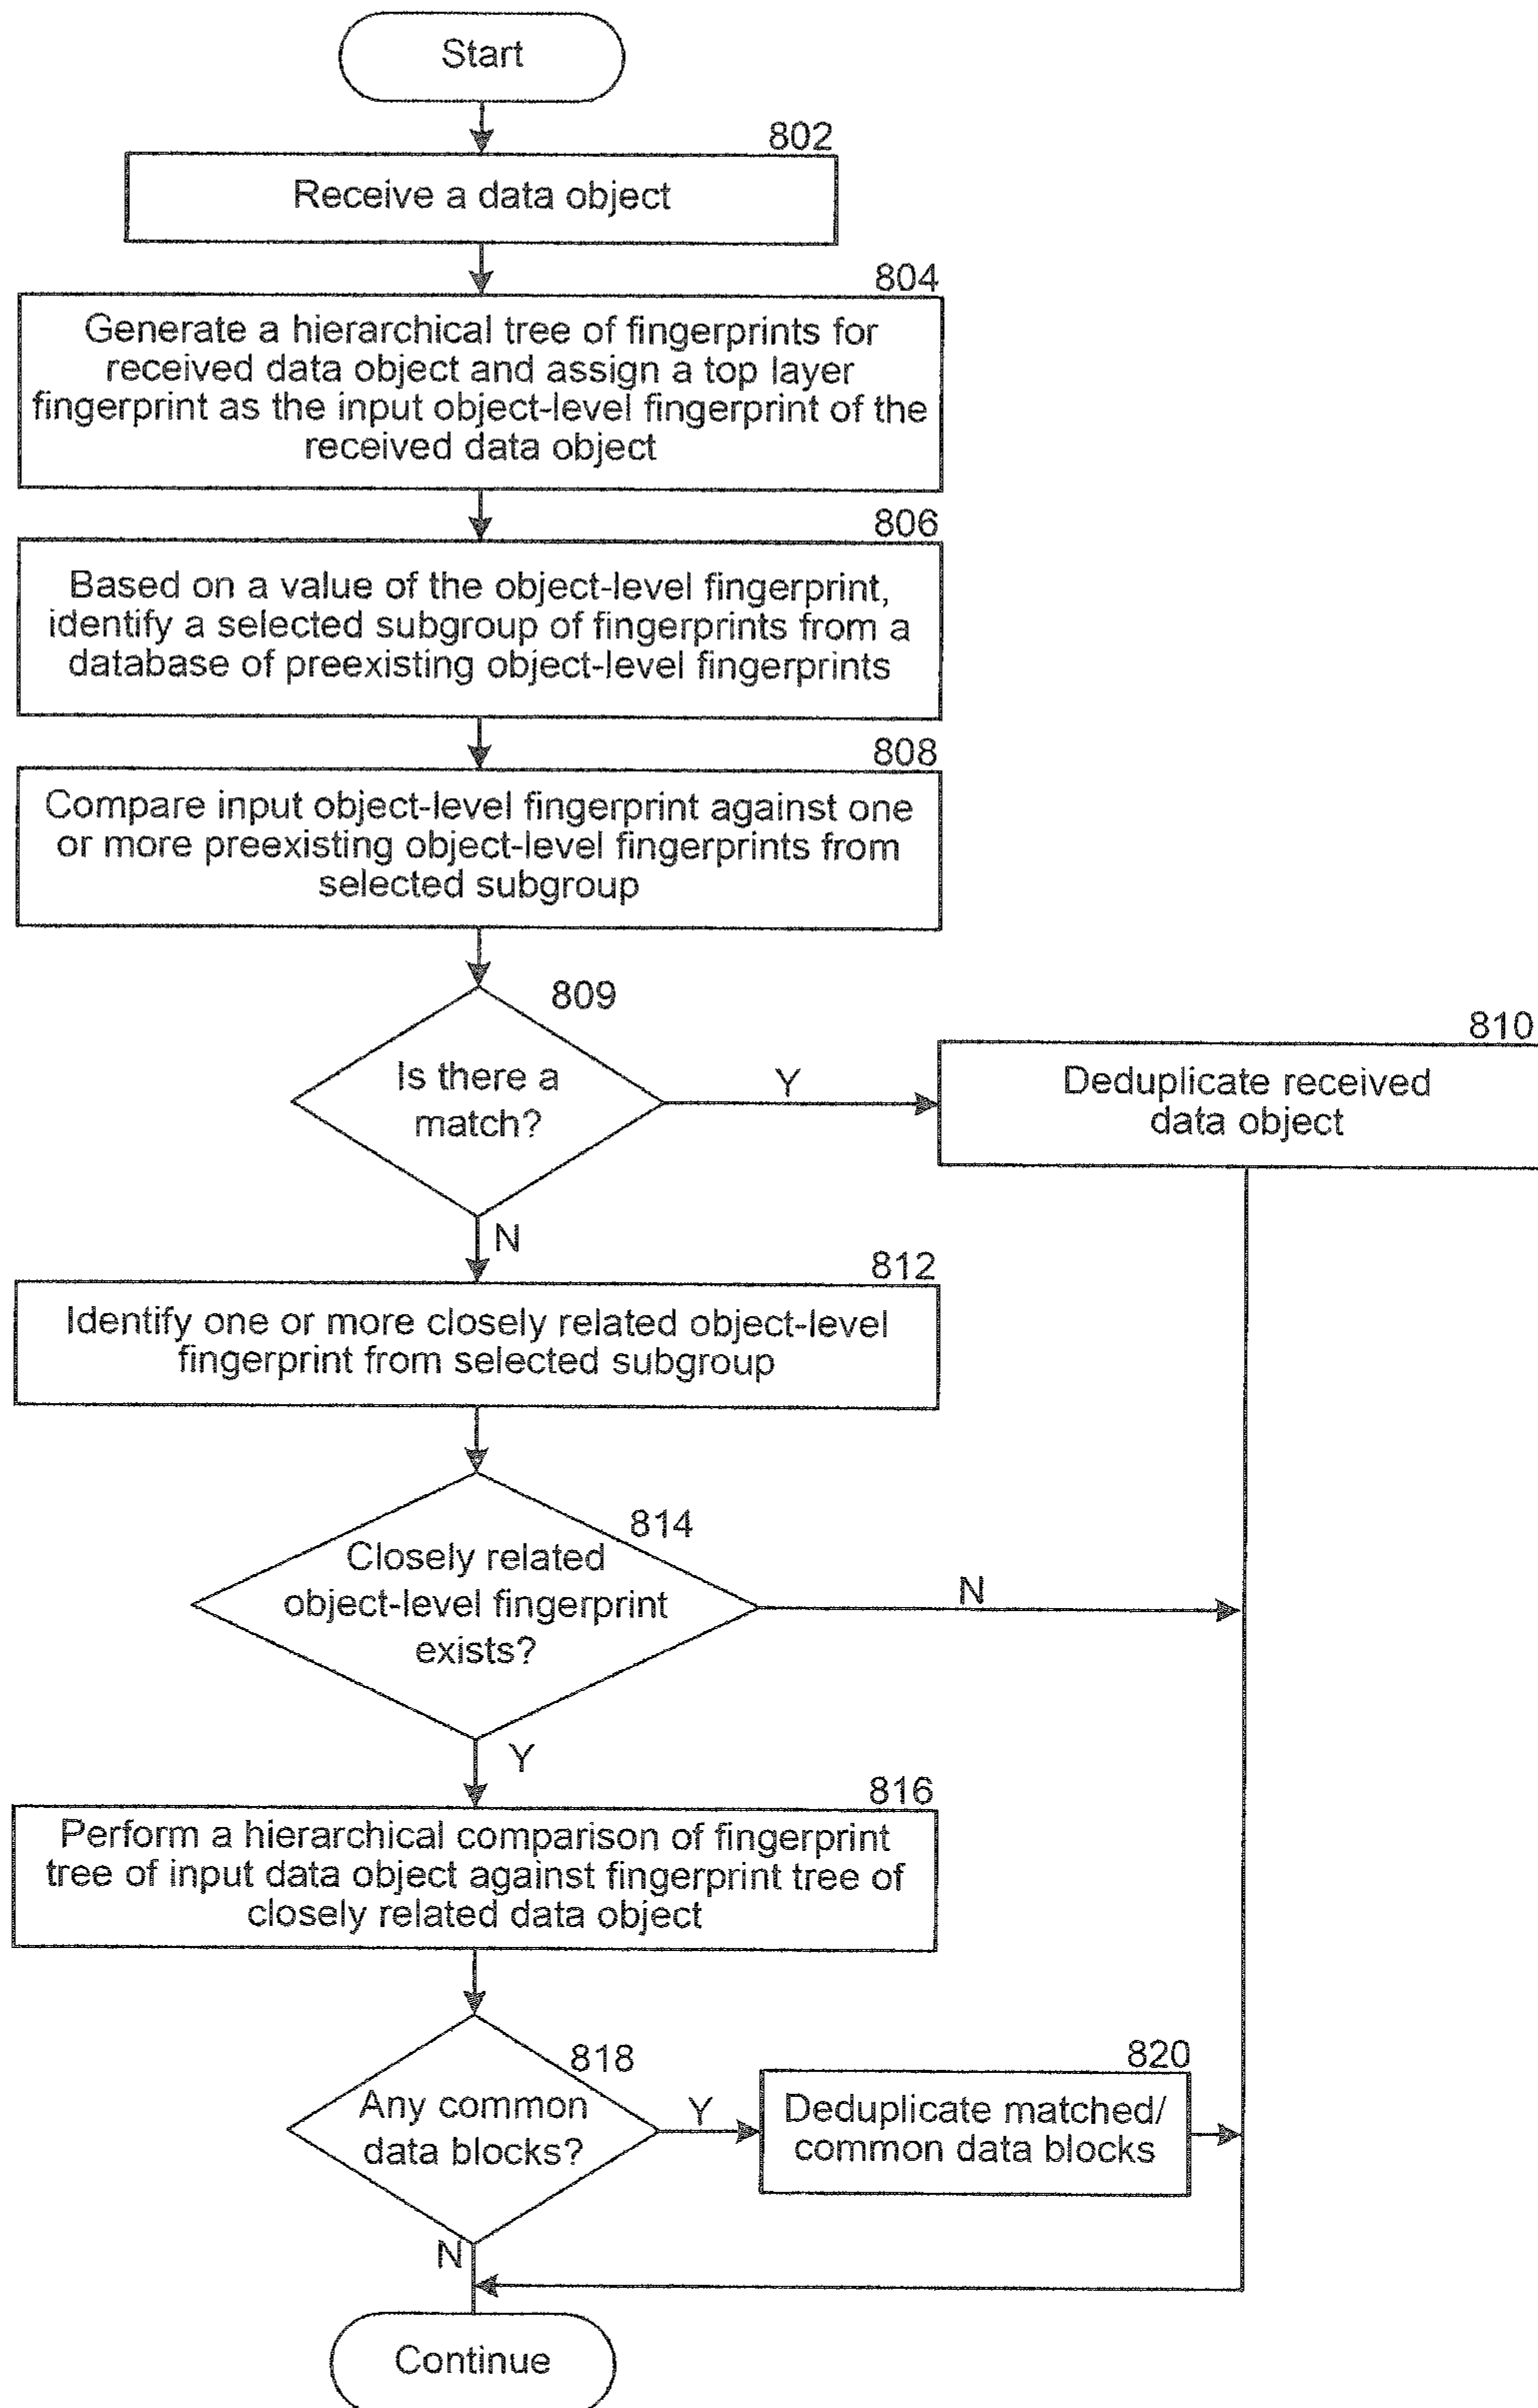 Start
802
Receive a data object
804
Generate a hierarchical tree of fingerprints for
received data object and assign a top layer
fingerprint as the input object-level fingerprint of the
received data object
806
Based on a value of the object-level fingerprint,
identify a selected subgroup of fingerprints from a
database of preexisting object-level fingerprints
808
Compare input object-level fingerprint against one
or more preexisting object-level fingerprints from
selected subgroup
809
Is there a
match?
Y
810
Deduplicate received
data object
N
812
Identify one or more closely related object-level
fingerprint from selected subgroup
814
Closely related
object-level fingerprint
exists?
N
Y
816
Perform a hierarchical comparison of fingerprint
tree of input data object against fingerprint tree of
closely related data object
818
Any common
data blocks?
Y
820
Deduplicate matched/
common data blocks
N
Continue